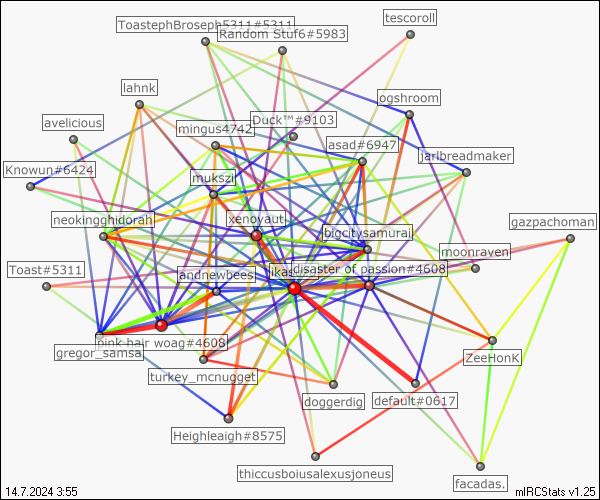 tescoroll
ToastephBroseph5311#5311
Random Stuf6#5983
lahnk
ogshroom
Duck™#9103
avelicious
mingus4742
asad#6947
jarlbreadmaker
Knowun#6424
mukszi
neokingghidorah
xenoyaut
gazpachoman
bigcitysamurai
moonraven
Toast#5311
andnewbees
disaster of passion#4608
pink hair woag#4608
gregor_samsa
ZeeHonK
turkey_mcnugget
doggerdig
default#0617
Heighleaigh#8575
thiccusboiusalexusjoneus
facadas.
14.7.2024 3:55
mIRCStats v1.25